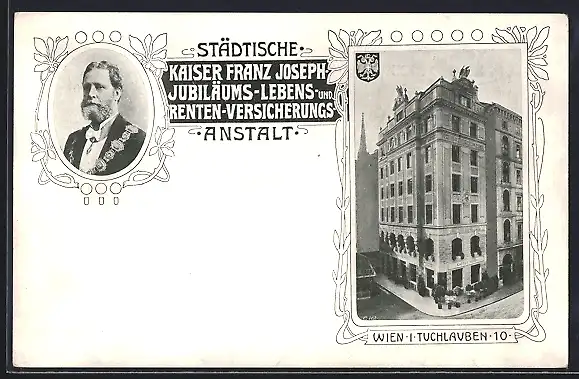 STÄDTISCHE
KAISER FRANZ JOSEPH
JUBILÄUMS-LEBENS- UND
RENTEN-VERSICHERUNGS
ANSTALT
WIEN · I · TUCHLAUBEN · 10 ·